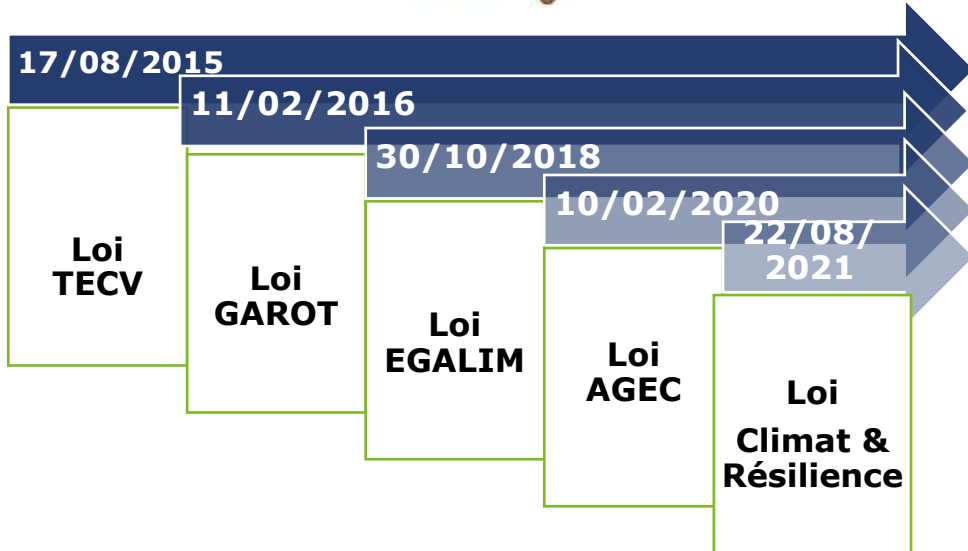 17/08/2015
11/02/2016
30/10/2018
10/02/2020
22/08/
2021
Loi
TECV
Loi
GAROT
Loi
EGALIM
Loi
AGEC
Loi
Climat &
Résilience